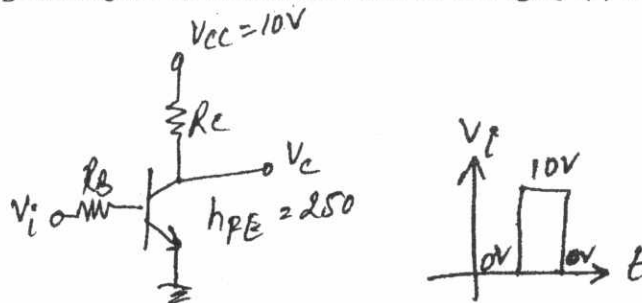 VCC = 10V
RC
VC
RB
Vi
hFE = 250
Vi
10V
0V
0V
t